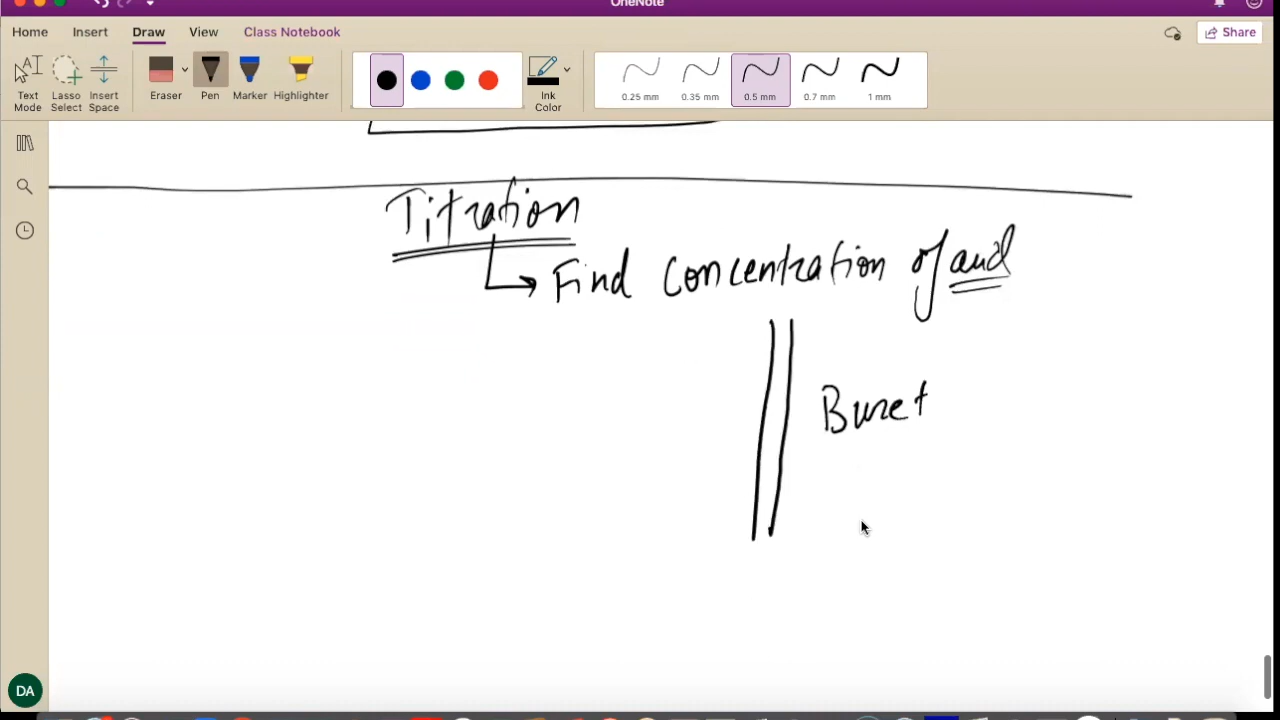 OneNote
Home Insert Draw View Class Notebook Share
Text Mode Lasso Select Insert Space Eraser Pen Marker Highlighter Ink Color 0.25 mm 0.35 mm 0.5 mm 0.7 mm 1 mm
Titration
Find concentration of acid
Buret
DA